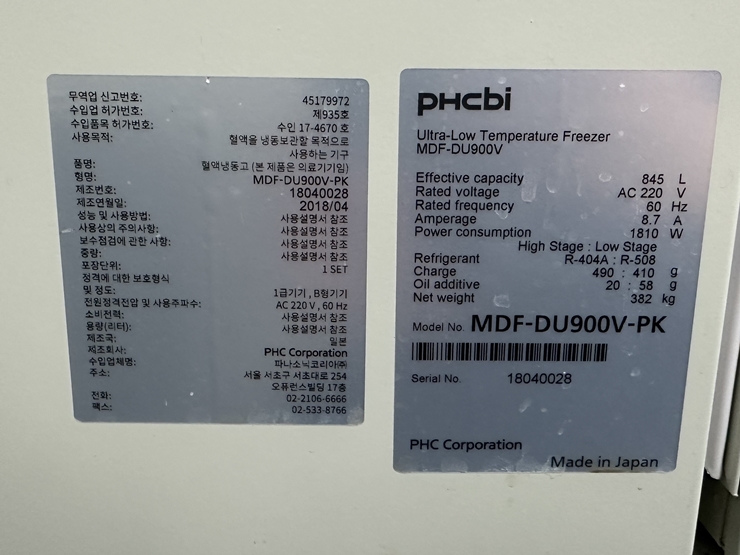 무역업 신고번호: 45179972
수입업 허가번호: 제935호
수입품목 허가번호: 수인 17-4670 호
사용목적: 혈액을 냉동보관할 목적으로
사용하는 기구
품명: 혈액냉동고 (본 제품은 의료기기임)
형명: MDF-DU900V-PK
제조번호: 18040028
제조연월일: 2018/04
성능 및 사용방법: 사용설명서 참조
사용상의 주의사항: 사용설명서 참조
보수점검에 관한 사항: 사용설명서 참조
중량: 사용설명서 참조
포장단위: 1 SET
정격에 대한 보호형식
및 정도: 1급기기 , B형기기
전원정격전압 및 사용주파수: AC 220 V , 60 Hz
소비전력: 사용설명서 참조
용량(리터): 사용설명서 참조
제조국: 일본
제조회사: PHC Corporation
수입업체명: 파나소닉코리아㈜
주소: 서울 서초구 서초대로 254
오퓨런스빌딩 17층
전화: 02-2106-6666
팩스: 02-533-8766
PHCbi
Ultra-Low Temperature Freezer
MDF-DU900V
Effective capacity 845 L
Rated voltage AC 220 V
Rated frequency 60 Hz
Amperage 8.7 A
Power consumption 1810 W
High Stage : Low Stage
Refrigerant R-404A : R-508
Charge 490 : 410 g
Oil additive 20 : 58 g
Net weight 382 kg
Model No. MDF-DU900V-PK
Serial No. 18040028
PHC Corporation
Made in Japan